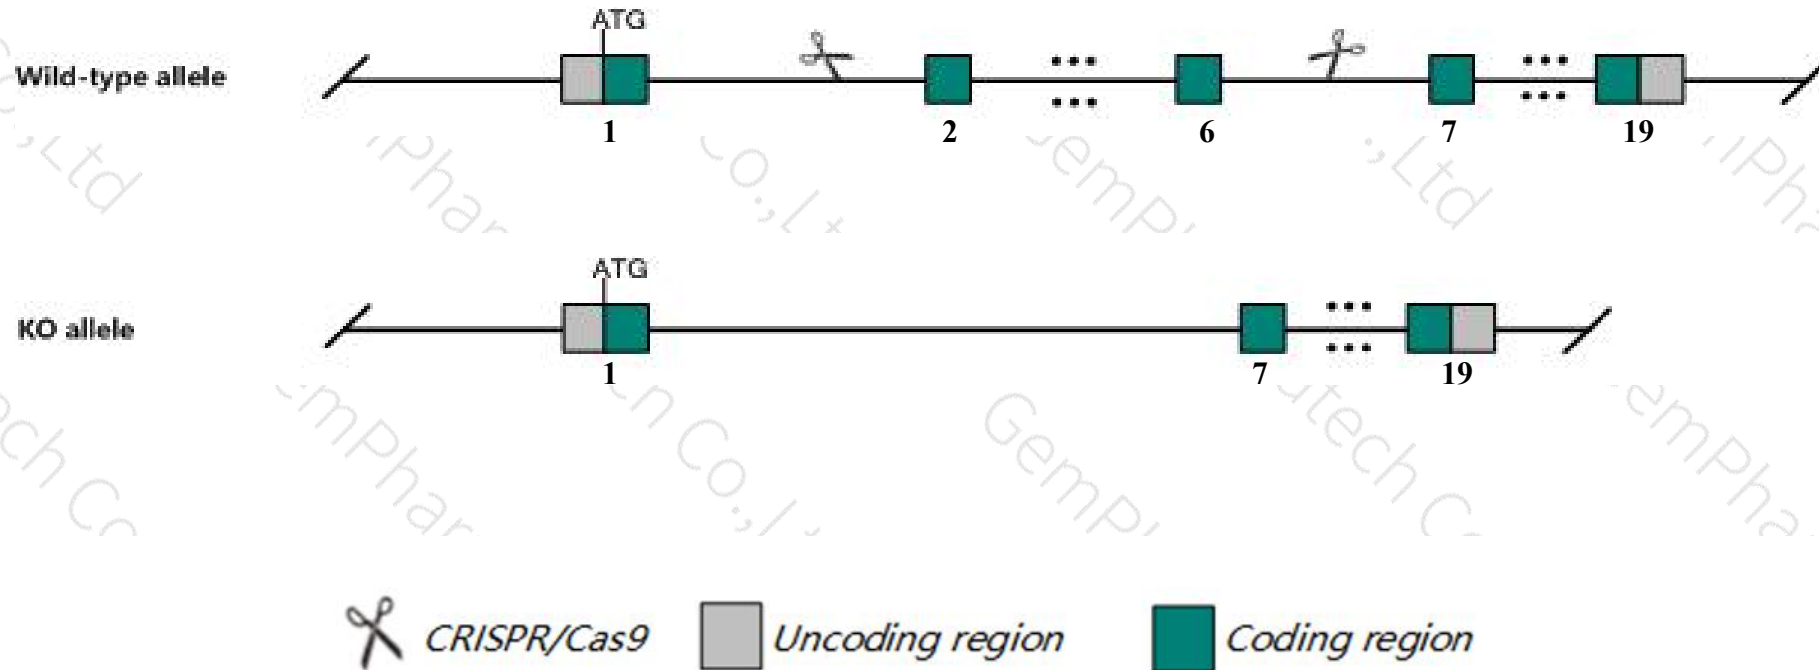 ATG
Wild-type allele
1 2 6 7 19
ATG
KO allele
1 7 19
CRISPR/Cas9 Uncoding region Coding region